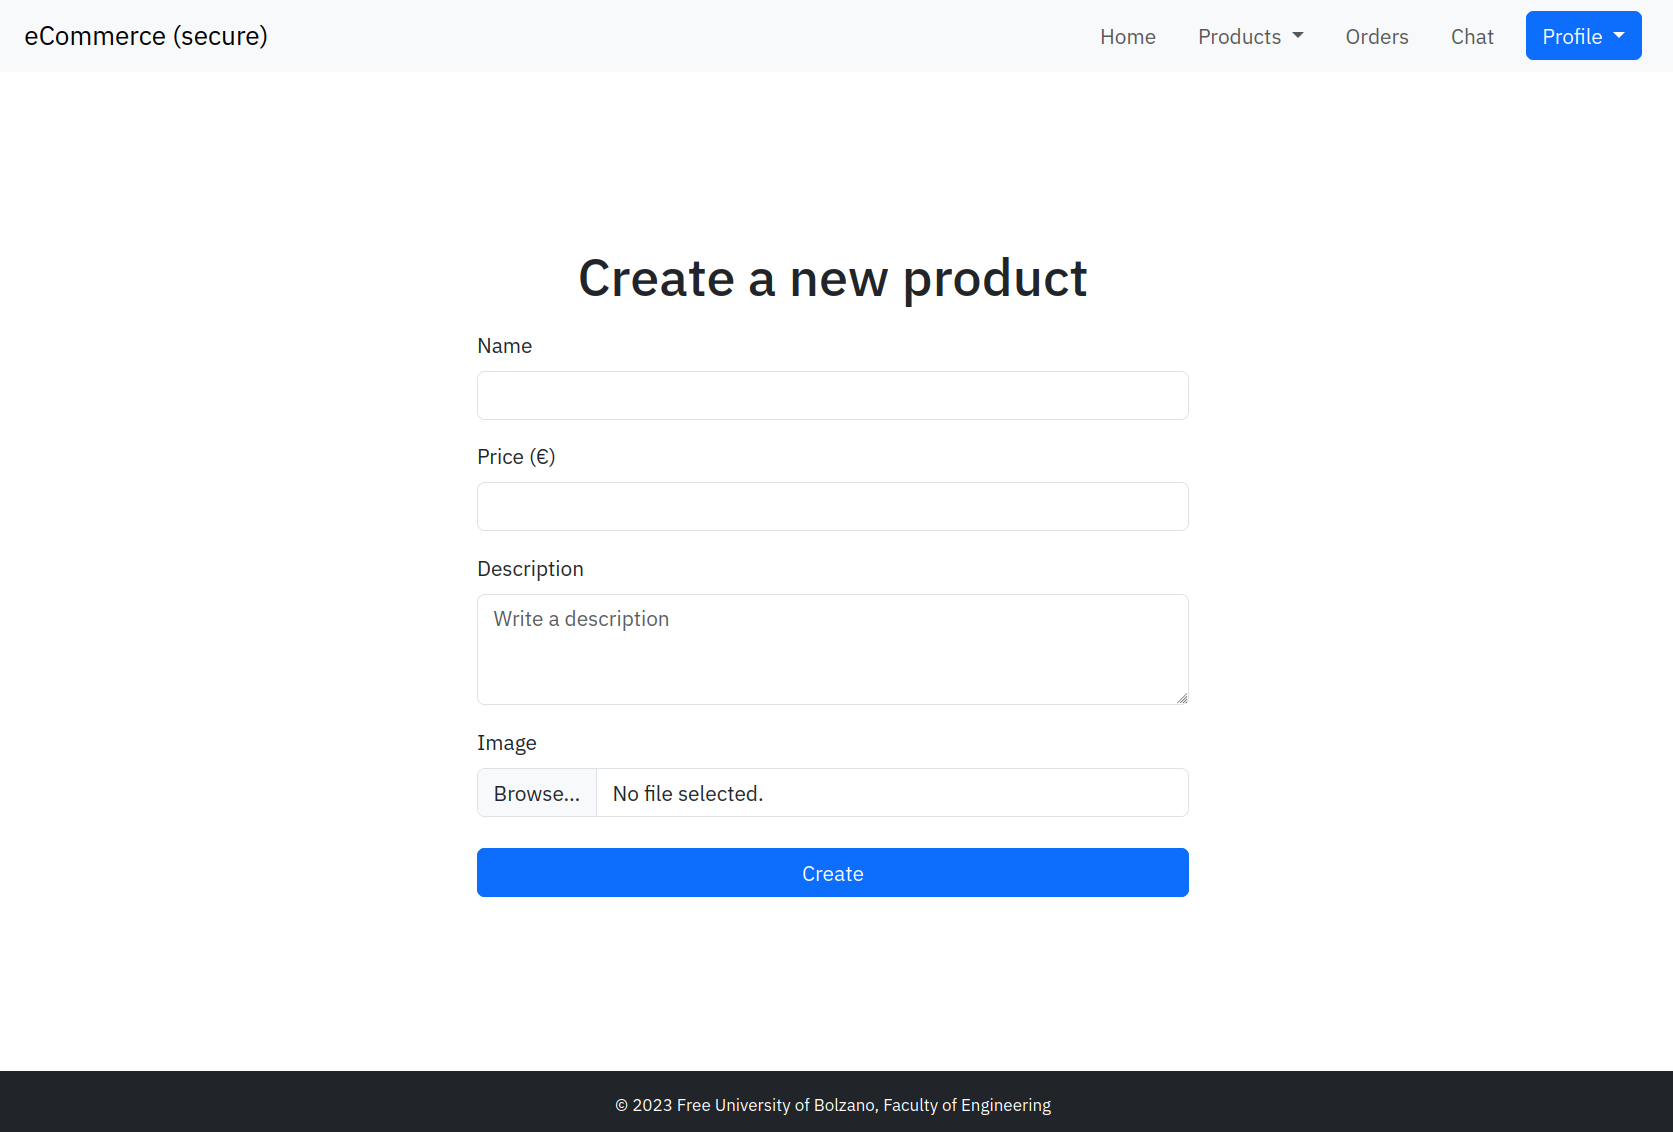 eCommerce (secure)
Home Products Orders Chat Profile
Create a new product
Name
Price (€)
Description
Write a description
Image
Browse... No file selected.
Create
© 2023 Free University of Bolzano, Faculty of Engineering